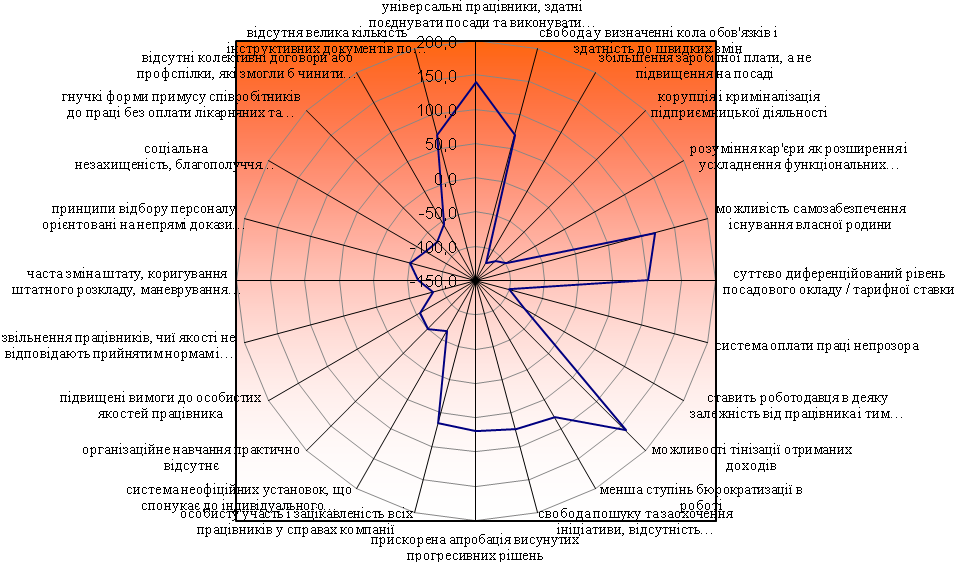 універсальні працівники, здатні
поєднувати посади та виконувати…
свобода у визначенні кола обов'язків і
здатність до швидких змін
збільшення заробітної плати, а не
підвищення на посаді
корупція і криміналізація
підприємницької діяльності
розуміння кар'єри як розширення і
ускладнення функціональних…
можливість самозабезпечення
існування власної родини
суттєво диференційований рівень
посадового окладу / тарифної ставки
система оплати праці непрозора
ставить роботодавця в деяку
залежність від працівника і тим…
можливості тінізації отриманих
доходів
менша ступінь бюрократизації в
роботі
свобода пошуку та заохочення
ініціативи, відсутність…
прискорена апробація висунутих
прогресивних рішень
особисту участь і зацікавленість всіх
працівників у справах компанії
система неофіційних установок, що
спонукає до індивідуального…
організаційне навчання практично
відсутнє
підвищені вимоги до особистих
якостей працівника
звільнення працівників, чиї якості не
відповідають прийнятим нормамі…
часта зміна штату, коригування
штатного розкладу, маневрування…
принципи відбору персоналу
орієнтовані на непрямі докази…
соціальна
незахищеність, благополуччя…
гнучкі форми примусу співробітників
до праці без оплати лікарняних та…
відсутні колективні договори або
профспілки, які змогли б чинити…
відсутня велика кількість
інструктивних документів по…
200,0
150,0
100,0
50,0
0,0
-50,0
-100,0
-150,0